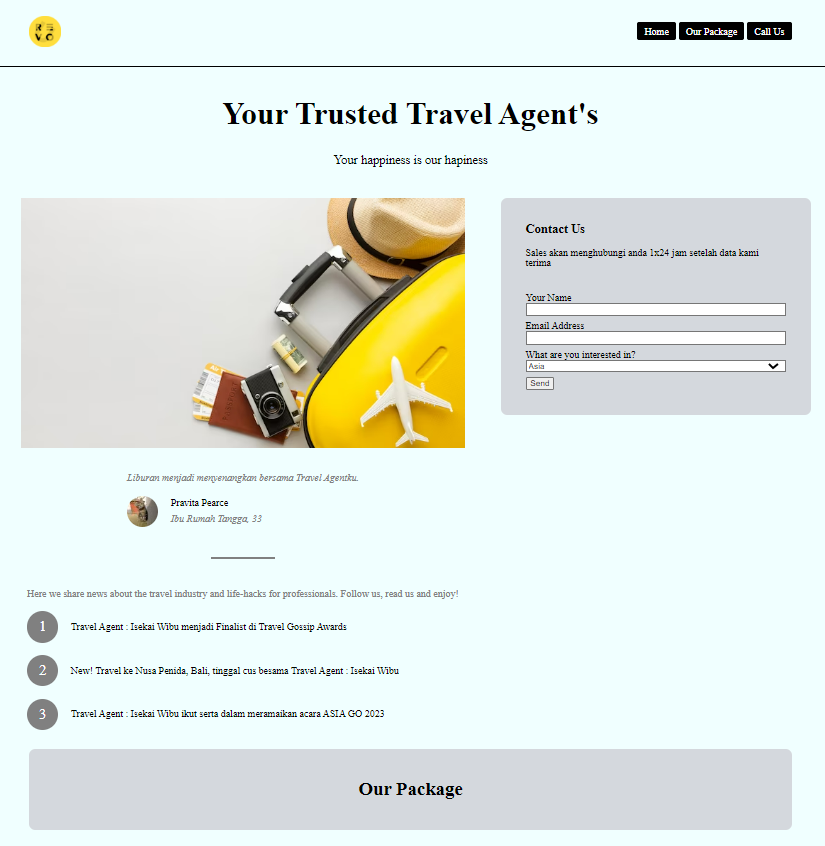 Home Our Package Call Us
Your Trusted Travel Agent's
Your happiness is our hapiness
Contact Us
Sales akan menghubungi anda 1x24 jam setelah data kami
terima
Your Name
Email Address
What are you interested in?
Asia
Send
Liburan menjadi menyenangkan bersama Travel Agentku.
Pravita Pearce
Ibu Rumah Tangga, 33
Here we share news about the travel industry and life-hacks for professionals. Follow us, read us and enjoy!
1 Travel Agent : Isekai Wibu menjadi Finalist di Travel Gossip Awards
2 New! Travel ke Nusa Penida, Bali, tinggal cus besama Travel Agent : Isekai Wibu
3 Travel Agent : Isekai Wibu ikut serta dalam meramaikan acara ASIA GO 2023
Our Package